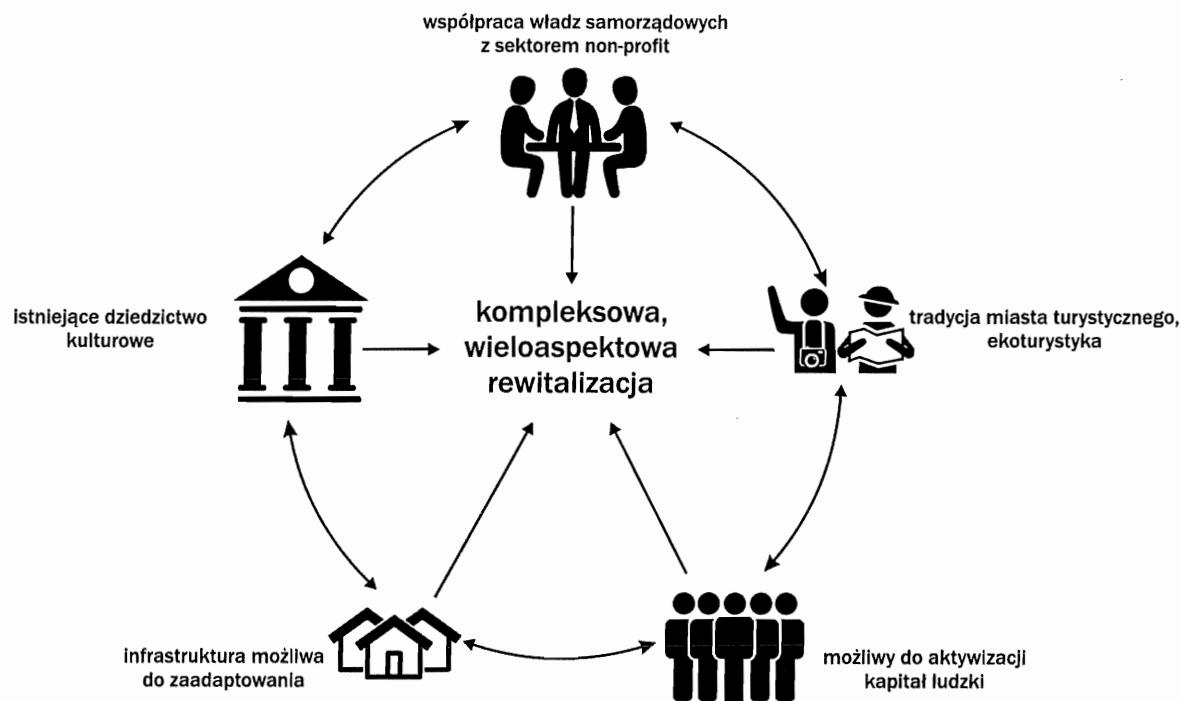 współpraca władz samorządowych
z sektorem non-profit
istniejące dziedzictwo
kulturowe
kompleksowa,
wieloaspektowa
rewitalizacja
tradycja miasta turystycznego,
ekoturystyka
infrastruktura możliwa
do zaadaptowania
możliwy do aktywizacji
kapitał ludzki